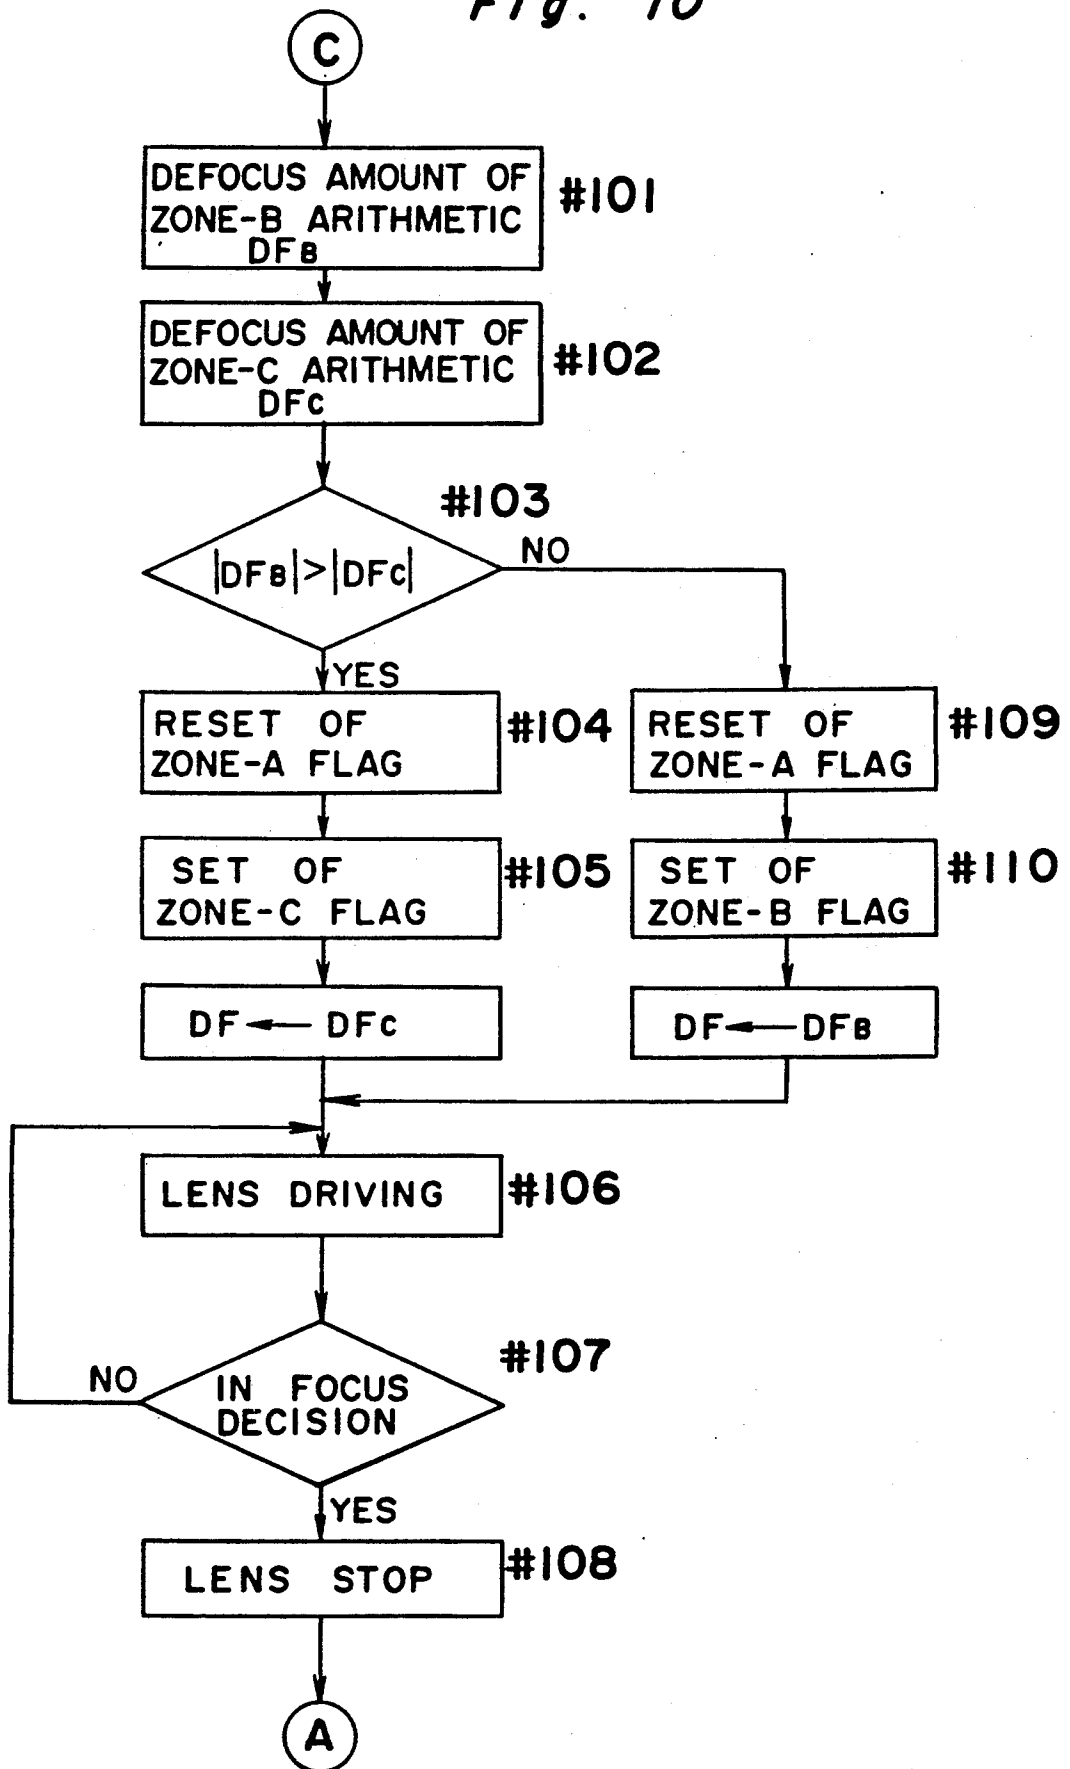 Fig. 10
C
DEFOCUS AMOUNT OF
ZONE-B ARITHMETIC
DFB
#101
DEFOCUS AMOUNT OF
ZONE-C ARITHMETIC
DFC
#102
#103
|DFB|>|DFC|
NO
YES
RESET OF
ZONE-A FLAG
#104
RESET OF
ZONE-A FLAG
#109
SET OF
ZONE-C FLAG
#105
SET OF
ZONE-B FLAG
#110
DF ← DFC
DF ← DFB
LENS DRIVING
#106
#107
NO
IN FOCUS
DECISION
YES
LENS STOP
#108
A